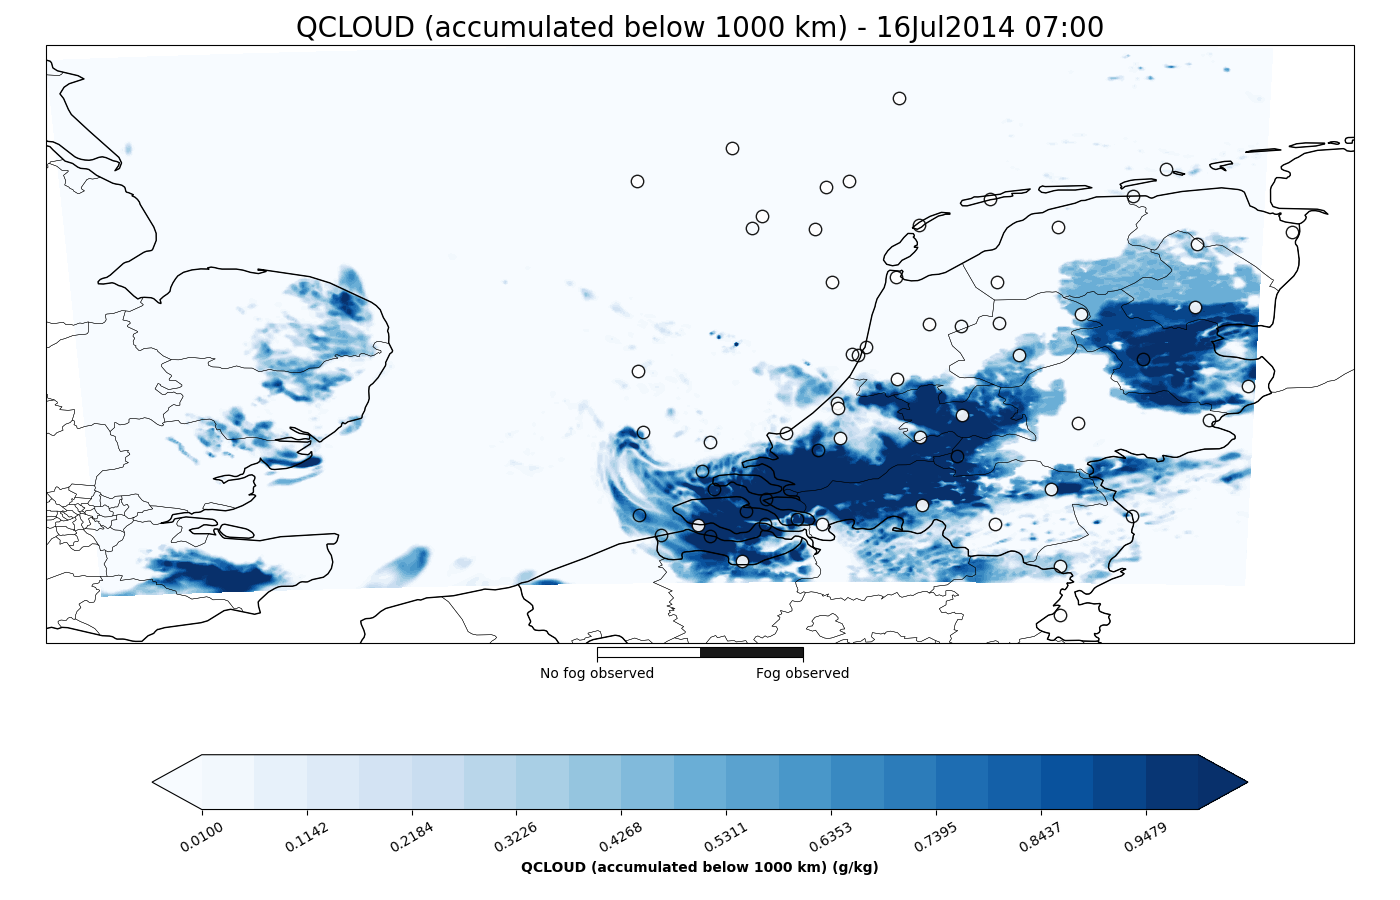 QCLOUD (accumulated below 1000 km) - 16Jul2014 07:00
No fog observed
Fog observed
0.0100
0.1142
0.2184
0.3226
0.4268
0.5311
0.6353
0.7395
0.8437
0.9479
QCLOUD (accumulated below 1000 km) (g/kg)